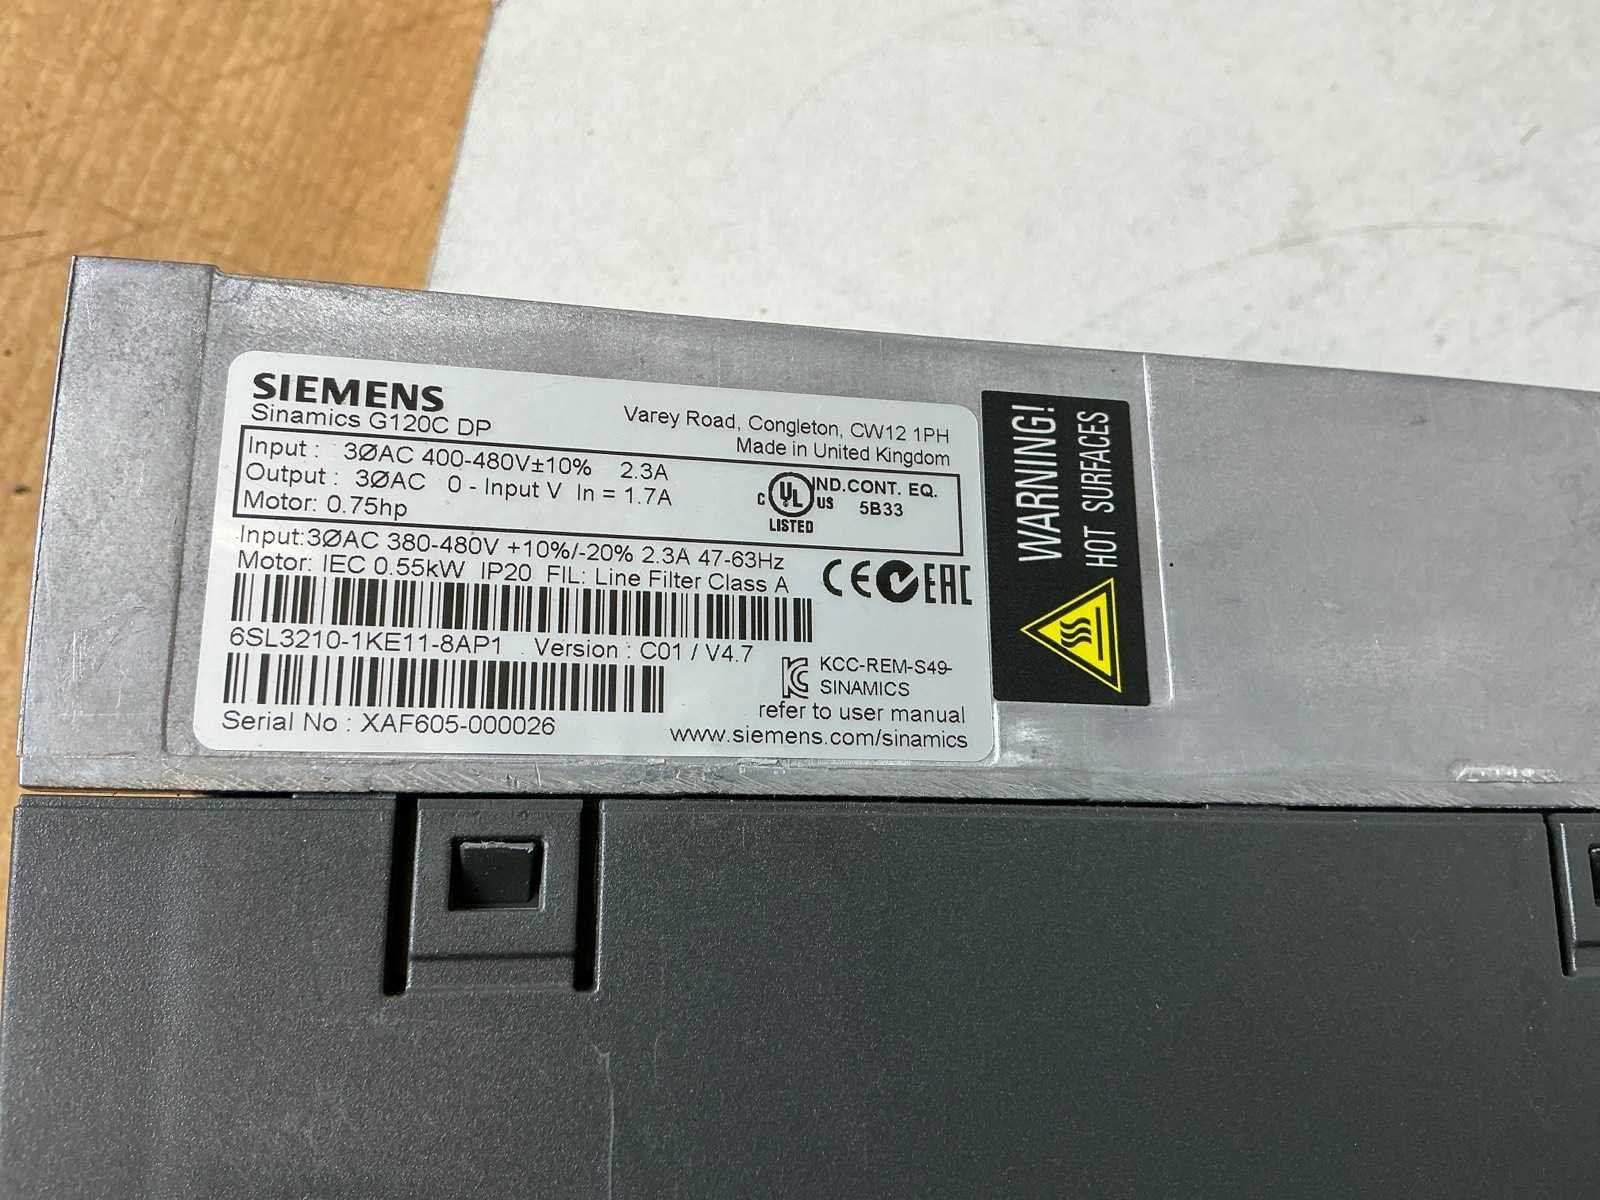 SIEMENS
Sinamics G120C DP
Varey Road, Congleton, CW12 1PH
Made in United Kingdom
Input : 3ØAC 400-480V±10% 2.3A
Output : 3ØAC 0 - Input V In = 1.7A
Motor: 0.75hp
C UL US IND.CONT. EQ.
5B33
LISTED
Input:3ØAC 380-480V +10%/-20% 2.3A 47-63Hz
Motor: IEC 0.55kW IP20 FIL: Line Filter Class A
CE EAC
6SL3210-1KE11-8AP1 Version : C01 / V4.7
KCC-REM-S49-
SINAMICS
refer to user manual
Serial No : XAF605-000026
www.siemens.com/sinamics
WARNING!
HOT SURFACES